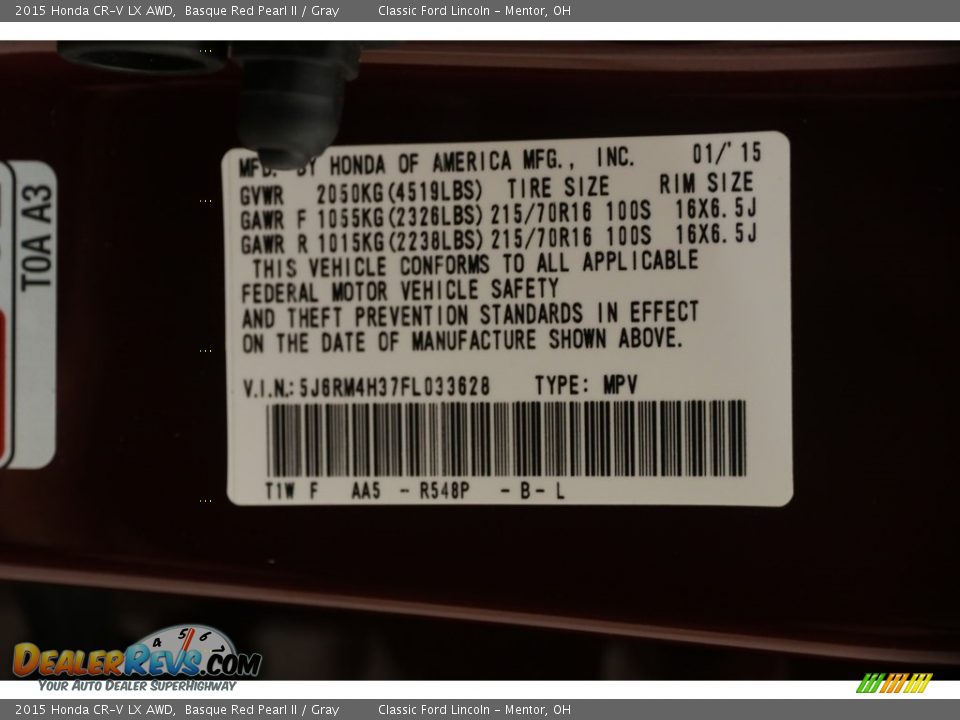 2015 Honda CR-V LX AWD, Basque Red Pearl II / Gray Classic Ford Lincoln - Mentor, OH
MFD. BY HONDA OF AMERICA MFG., INC. 01/'15
GVWR 2050KG(4519LBS) TIRE SIZE RIM SIZE
GAWR F 1055KG(2326LBS) 215/70R16 100S 16X6.5J
GAWR R 1015KG(2238LBS) 215/70R16 100S 16X6.5J
THIS VEHICLE CONFORMS TO ALL APPLICABLE
FEDERAL MOTOR VEHICLE SAFETY
AND THEFT PREVENTION STANDARDS IN EFFECT
ON THE DATE OF MANUFACTURE SHOWN ABOVE.
V.I.N.: 5J6RM4H37FL033628 TYPE: MPV
T1W F AA5 - R548P - B - L
T0A A3
4 5 6
DEALERREVS.COM
YOUR AUTO DEALER SUPERHIGHWAY
2015 Honda CR-V LX AWD, Basque Red Pearl II / Gray Classic Ford Lincoln - Mentor, OH